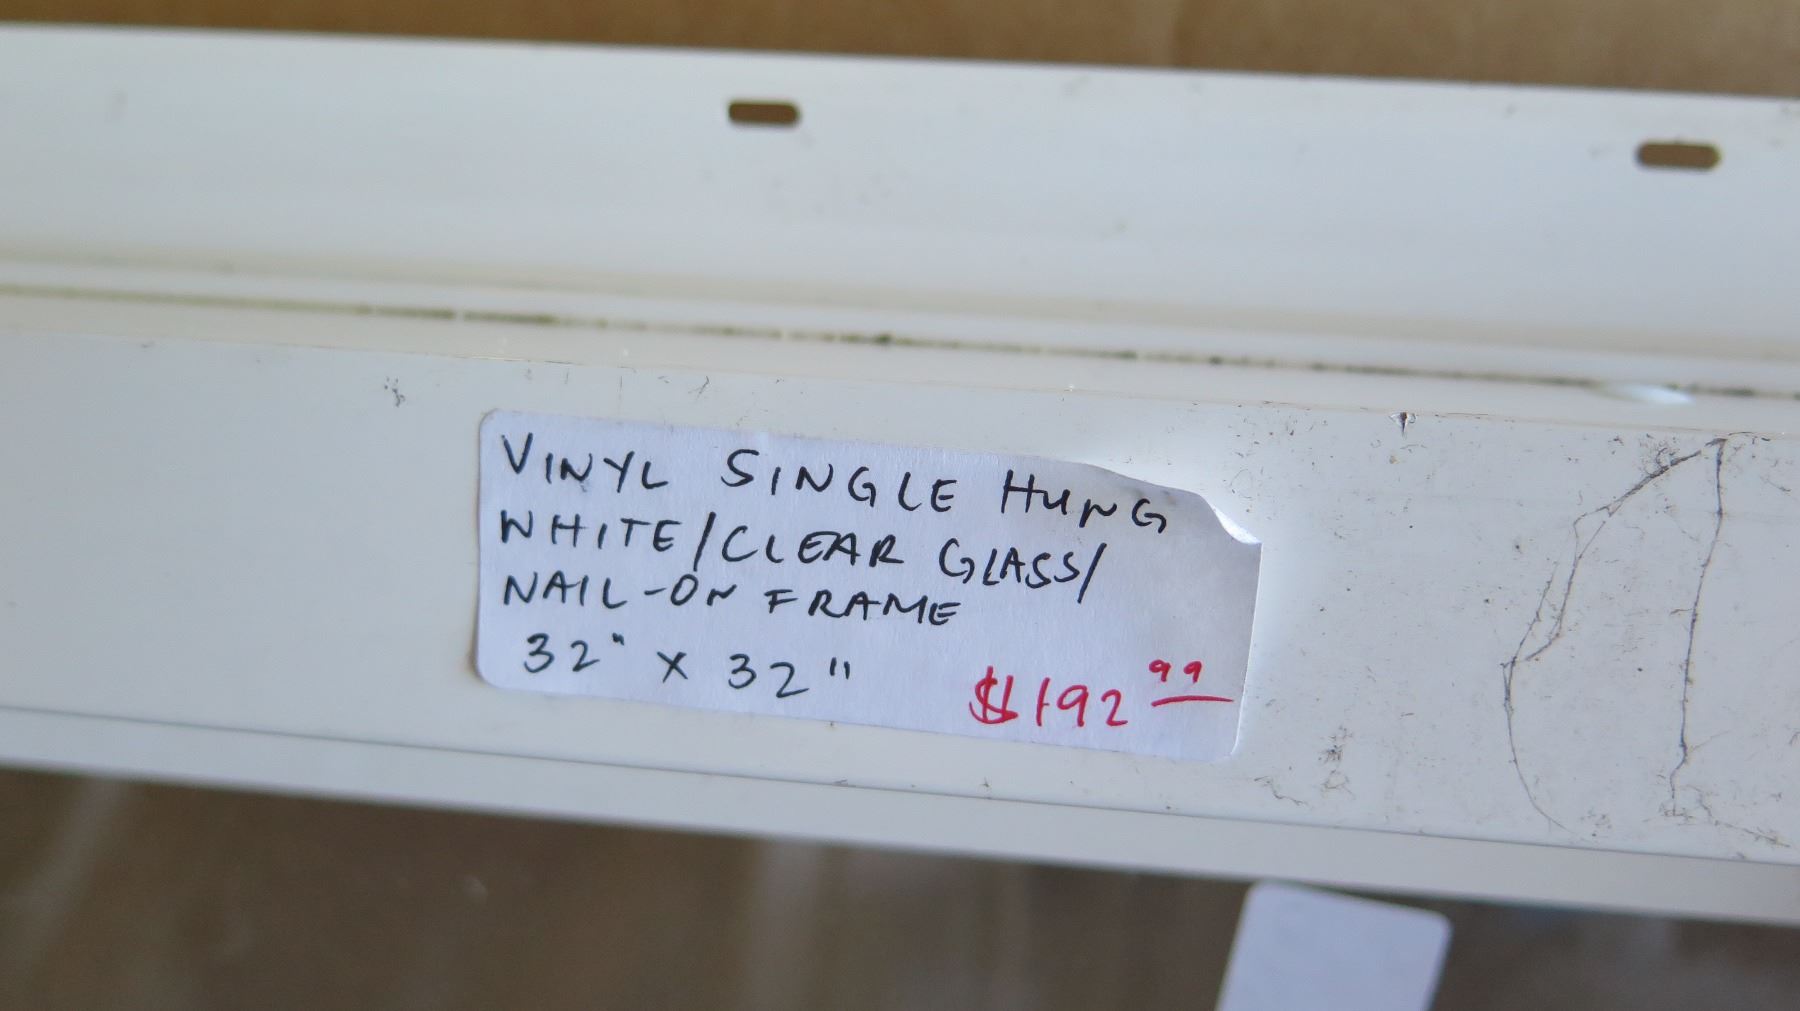 VINYL SINGLE HUNG
WHITE/CLEAR GLASS/
NAIL-ON FRAME
32" X 32" $192.99